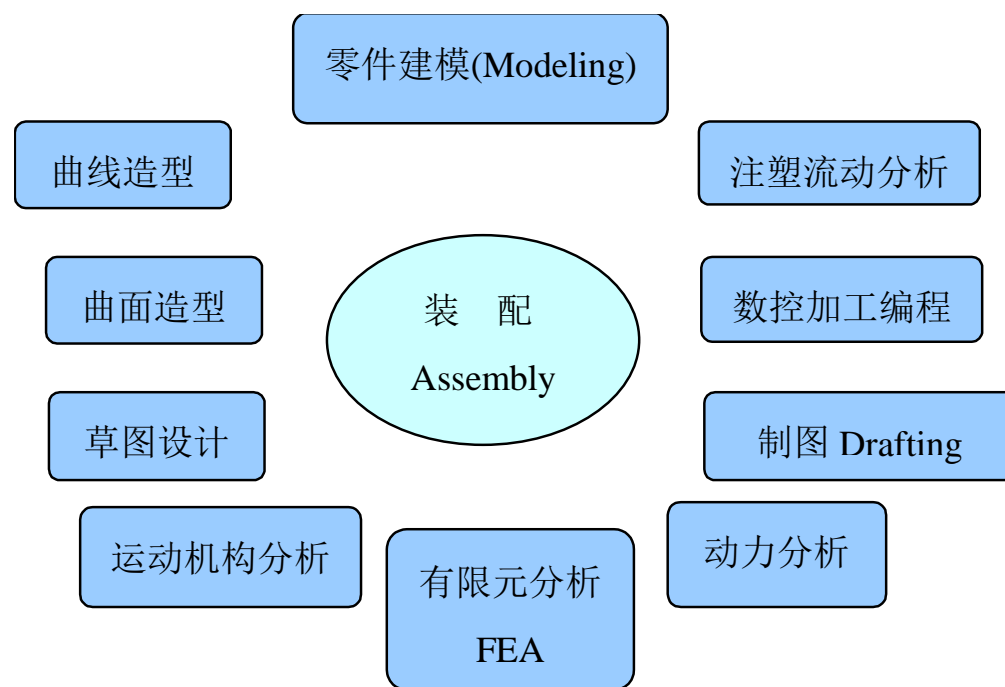 零件建模(Modeling)
曲线造型
注塑流动分析
曲面造型
装 配
Assembly
数控加工编程
草图设计
制图 Drafting
运动机构分析
有限元分析
FEA
动力分析